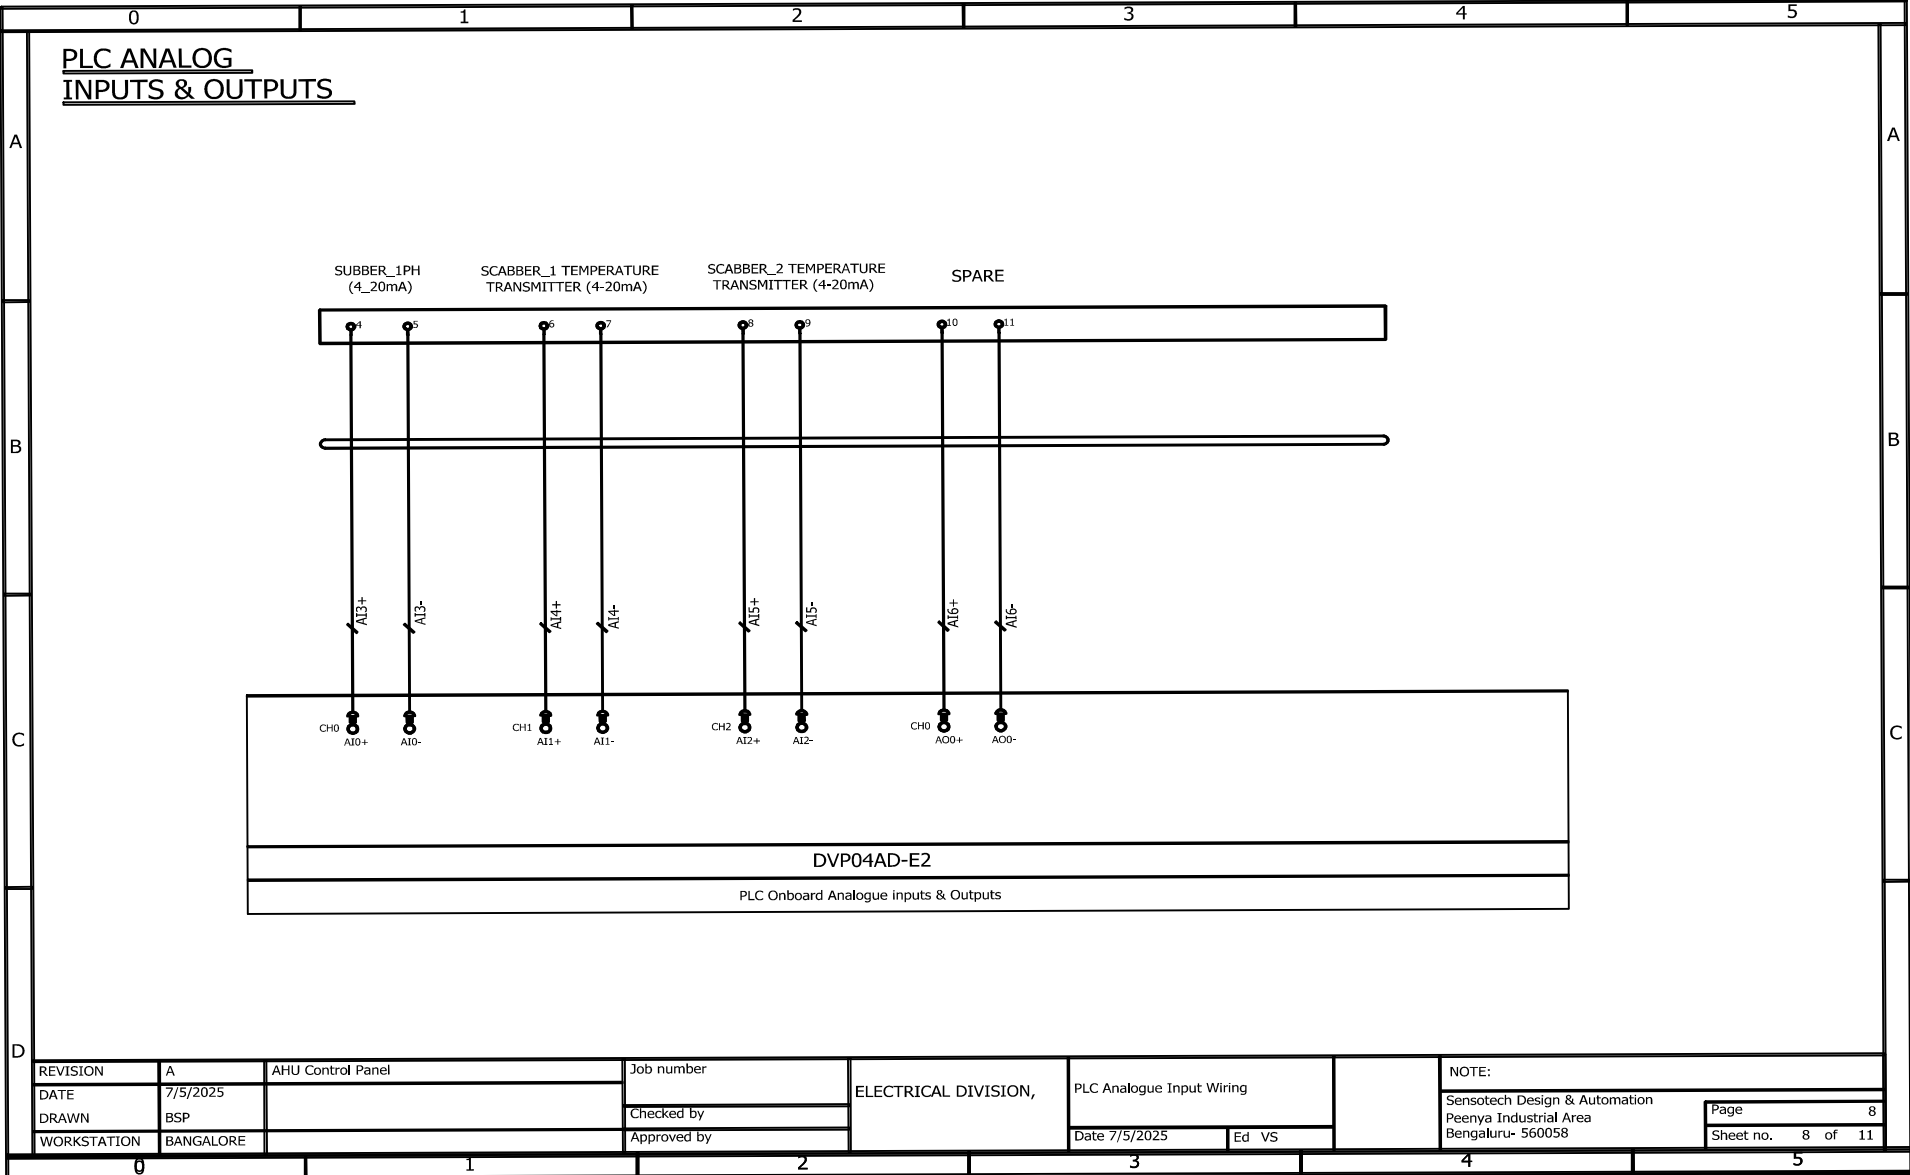 0 1 2 3 4 5
PLC ANALOG
INPUTS & OUTPUTS
A A
SUBBER_1PH
(4_20mA)
SCABBER_1 TEMPERATURE
TRANSMITTER (4-20mA)
SCABBER_2 TEMPERATURE
TRANSMITTER (4-20mA)
SPARE
4 5 6 7 8 9 10 11
B B
AI3+ AI3- AI4+ AI4- AI5+ AI5- AI6+ AI6-
C C
CH0 CH1 CH2 CH0
AI0+ AI0- AI1+ AI1- AI2+ AI2- AO0+ AO0-
DVP04AD-E2
PLC Onboard Analogue inputs & Outputs
D
REVISION A AHU Control Panel
DATE 7/5/2025
DRAWN BSP
WORKSTATION BANGALORE
Job number
Checked by
Approved by
ELECTRICAL DIVISION,
PLC Analogue Input Wiring
Date 7/5/2025 Ed VS
NOTE:
Sensotech Design & Automation
Peenya Industrial Area
Bengaluru- 560058
Page 8
Sheet no. 8 of 11
0 1 2 3 4 5